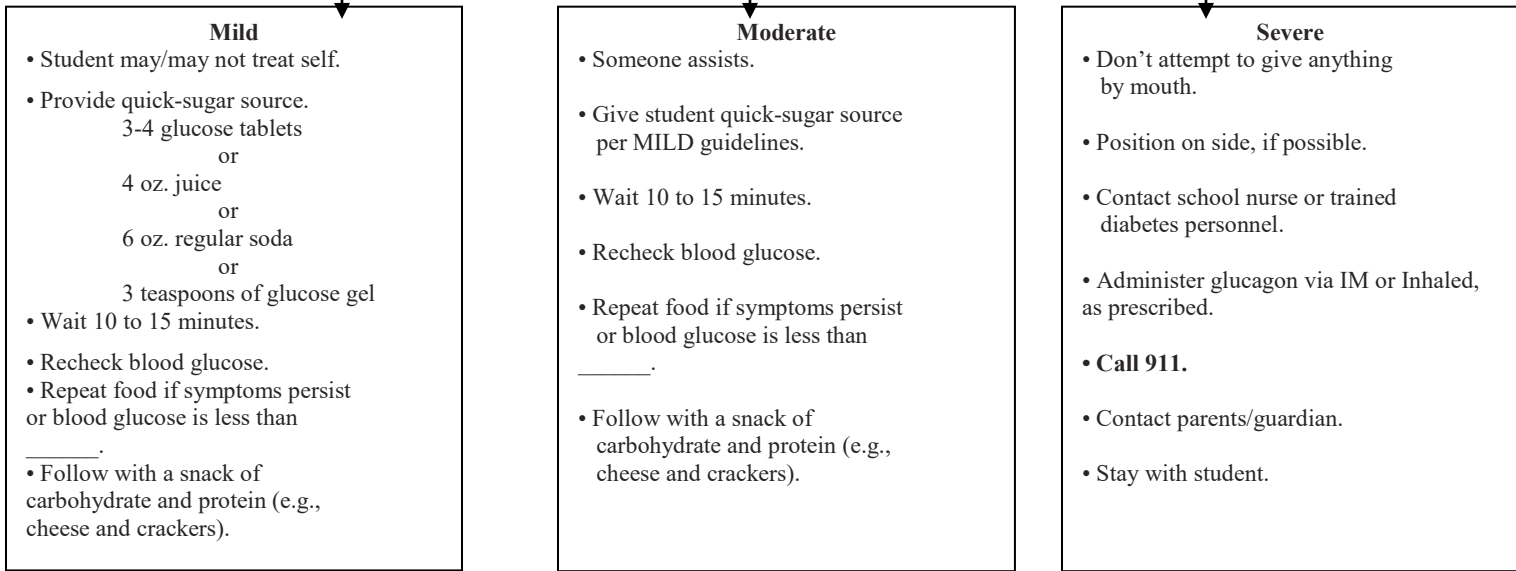 Mild
• Student may/may not treat self.
• Provide quick-sugar source.
3-4 glucose tablets
or
4 oz. juice
or
6 oz. regular soda
or
3 teaspoons of glucose gel
• Wait 10 to 15 minutes.
• Recheck blood glucose.
• Repeat food if symptoms persist
or blood glucose is less than
______.
• Follow with a snack of
carbohydrate and protein (e.g.,
cheese and crackers).
Moderate
• Someone assists.
• Give student quick-sugar source
per MILD guidelines.
• Wait 10 to 15 minutes.
• Recheck blood glucose.
• Repeat food if symptoms persist
or blood glucose is less than
______.
• Follow with a snack of
carbohydrate and protein (e.g.,
cheese and crackers).
Severe
• Don’t attempt to give anything
by mouth.
• Position on side, if possible.
• Contact school nurse or trained
diabetes personnel.
• Administer glucagon via IM or Inhaled,
as prescribed.
• Call 911.
• Contact parents/guardian.
• Stay with student.